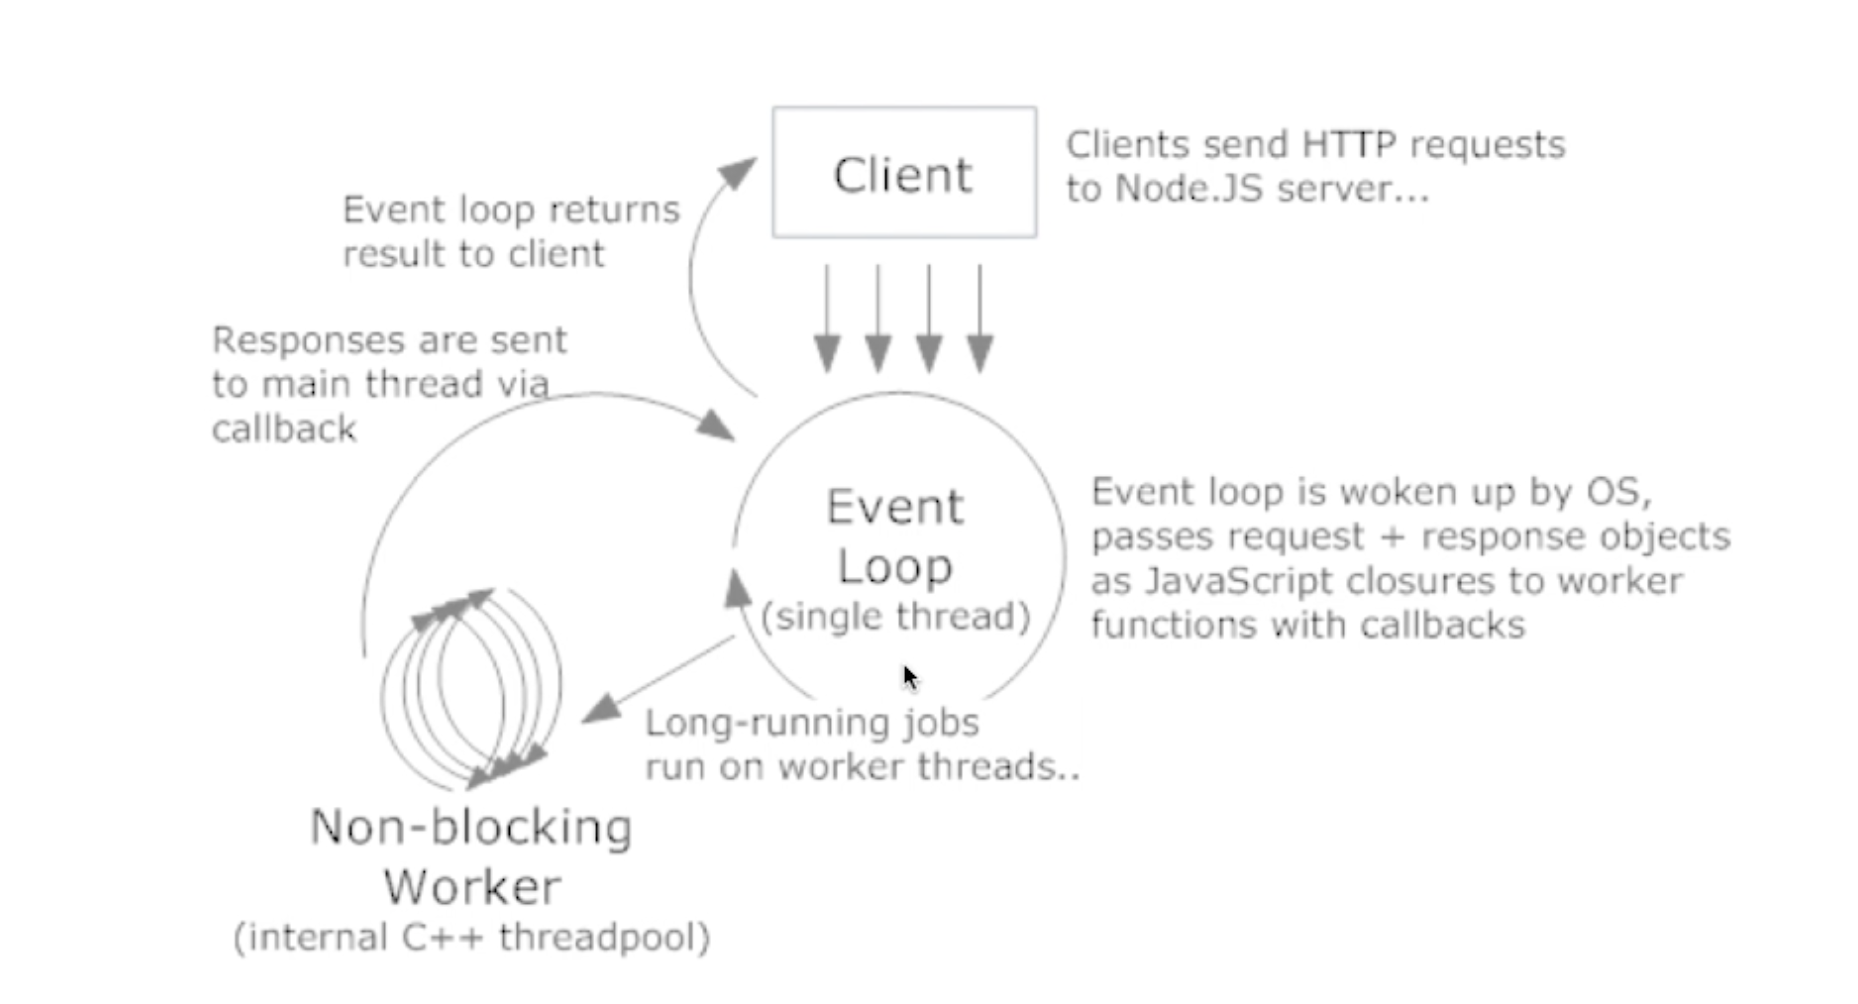 Client
Clients send HTTP requests
to Node.JS server...
Event loop returns
result to client
Responses are sent
to main thread via
callback
Event
Loop
(single thread)
Event loop is woken up by OS,
passes request + response objects
as JavaScript closures to worker
functions with callbacks
Long-running jobs
run on worker threads..
Non-blocking
Worker
(internal C++ threadpool)